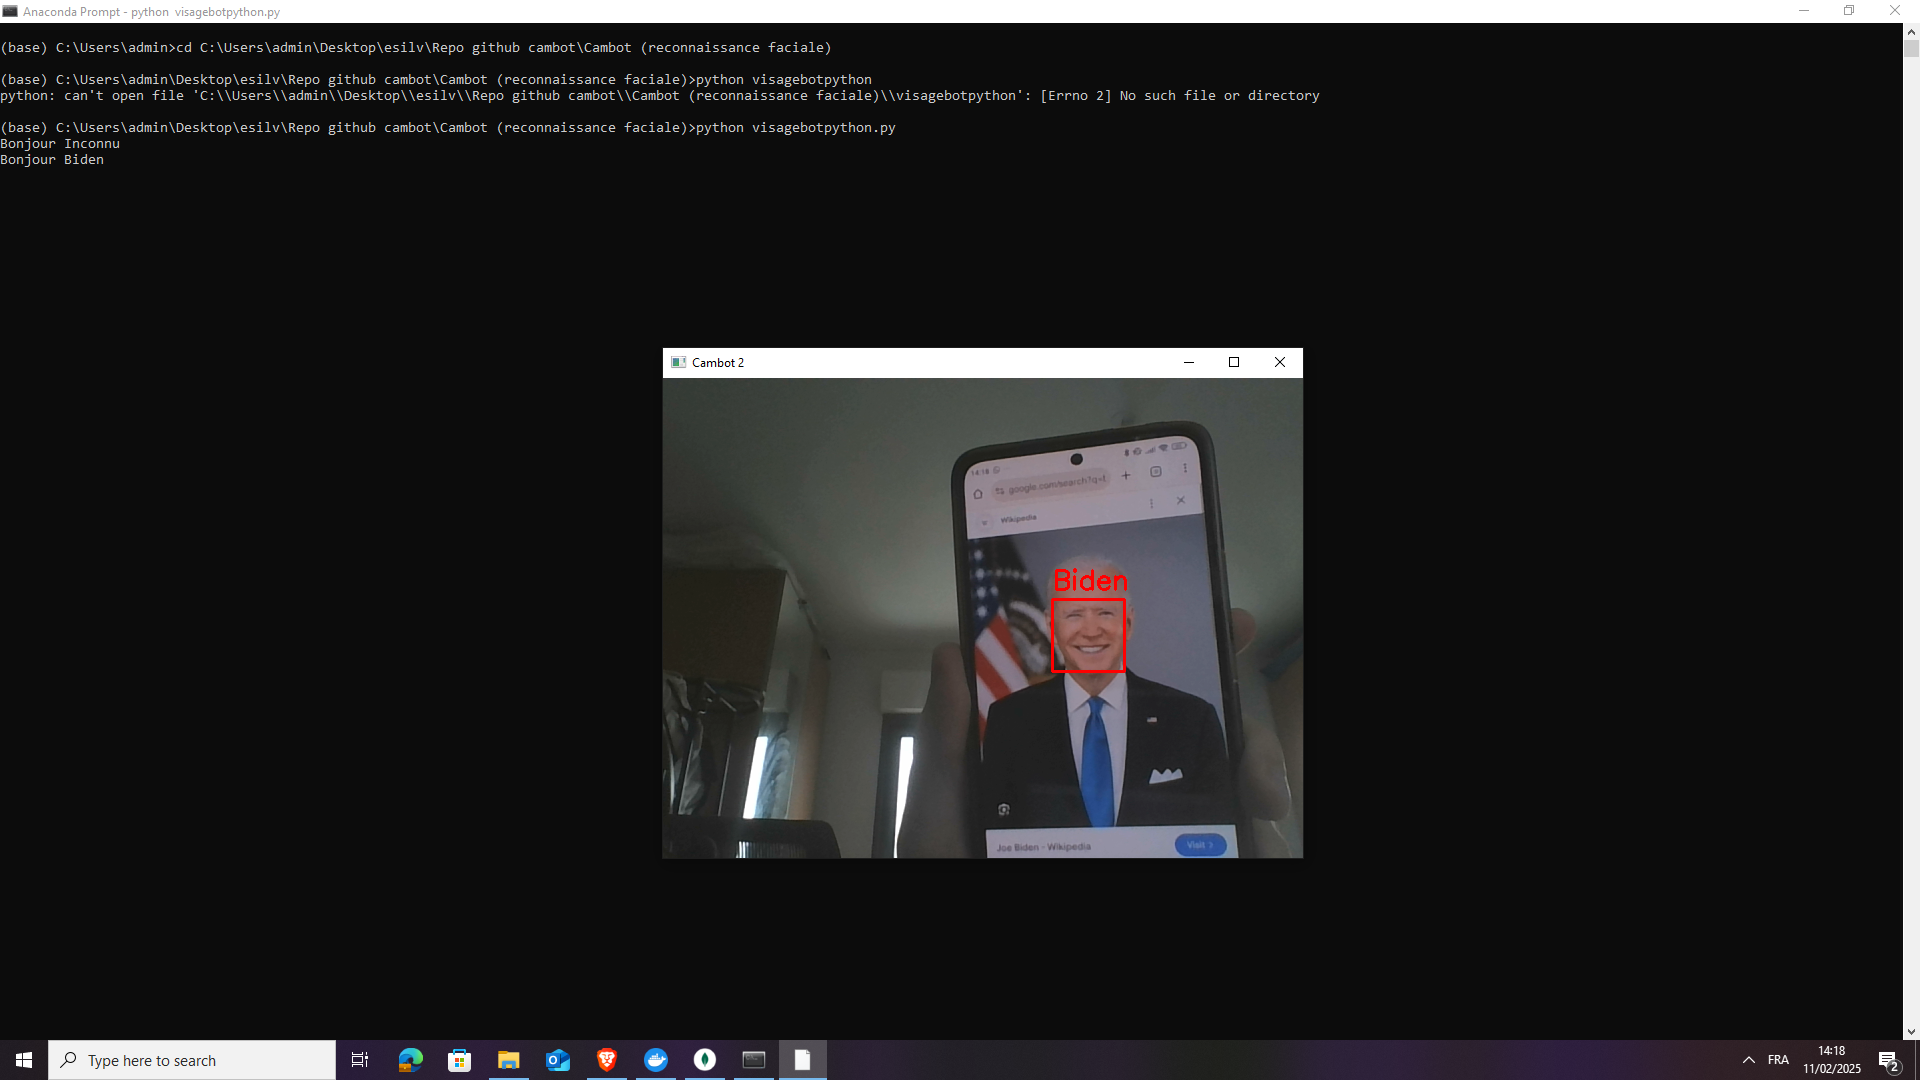 Anaconda Prompt - python  visagebotpython.py
(base) C:\Users\admin>cd C:\Users\admin\Desktop\esilv\Repo github cambot\Cambot (reconnaissance faciale)
(base) C:\Users\admin\Desktop\esilv\Repo github cambot\Cambot (reconnaissance faciale)>python visagebotpython
python: can't open file 'C:\\Users\\admin\\Desktop\\esilv\\Repo github cambot\\Cambot (reconnaissance faciale)\\visagebotpython': [Errno 2] No such file or directory
(base) C:\Users\admin\Desktop\esilv\Repo github cambot\Cambot (reconnaissance faciale)>python visagebotpython.py
Bonjour Inconnu
Bonjour Biden
Cambot 2
14:18
google.com/search?q=
Wikipedia
Biden
Joe Biden - Wikipedia
Visit >
Type here to search
FRA
14:18
11/02/2025
2